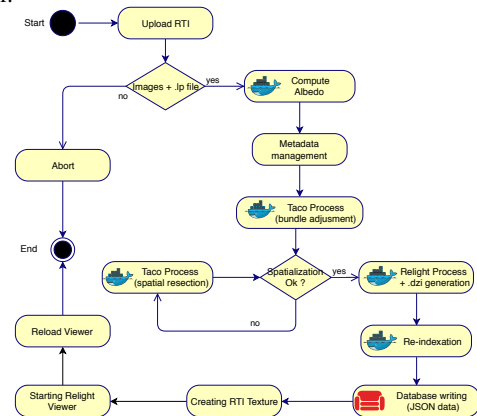 Start
Upload RTI
Images + .lp file
yes
no
Compute
Albedo
Abort
Metadata
management
Taco Process
(bundle adjusment)
End
Taco Process
(spatial resection)
Spatialization
Ok ?
yes
Relight Process
+ .dzi generation
no
Reload Viewer
Re-indexation
Starting Relight
Viewer
Creating RTI Texture
Database writing
(JSON data)